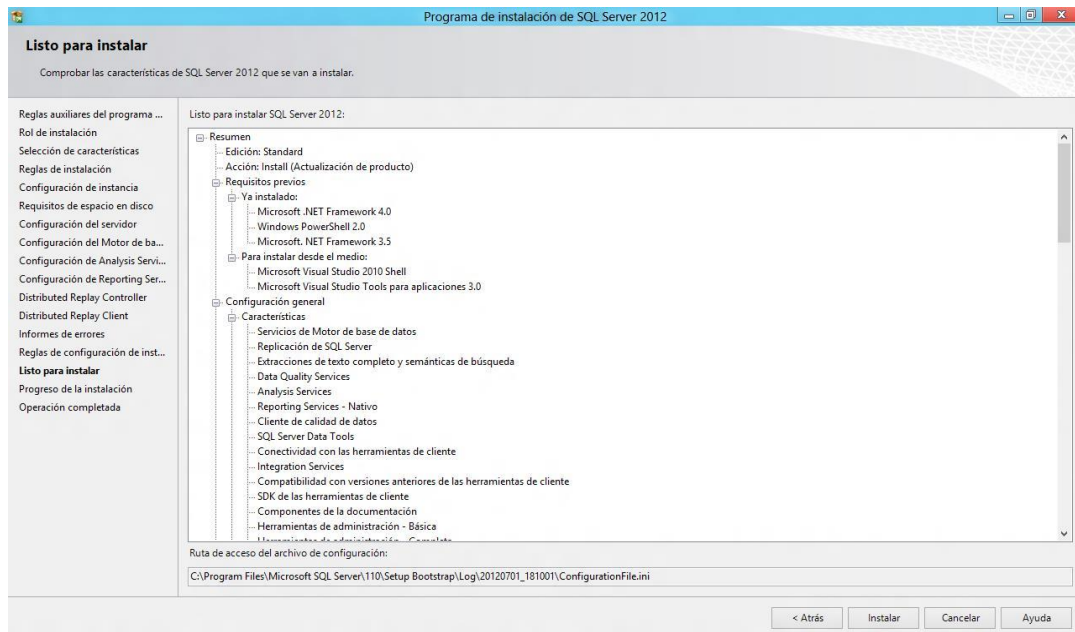 Programa de instalación de SQL Server 2012
Listo para instalar
Comprobar las características de SQL Server 2012 que se van a instalar.
Reglas auxiliares del programa ...
Rol de instalación
Selección de características
Reglas de instalación
Configuración de instancia
Requisitos de espacio en disco
Configuración del servidor
Configuración del Motor de ba...
Configuración de Analysis Servi...
Configuración de Reporting Ser...
Distributed Replay Controller
Distributed Replay Client
Informes de errores
Reglas de configuración de inst...
Listo para instalar
Progreso de la instalación
Operación completada
Listo para instalar SQL Server 2012:
Resumen
Edición: Standard
Acción: Install (Actualización de producto)
Requisitos previos
Ya instalado:
Microsoft .NET Framework 4.0
Windows PowerShell 2.0
Microsoft. NET Framework 3.5
Para instalar desde el medio:
Microsoft Visual Studio 2010 Shell
Microsoft Visual Studio Tools para aplicaciones 3.0
Configuración general
Características
Servicios de Motor de base de datos
Replicación de SQL Server
Extracciones de texto completo y semánticas de búsqueda
Data Quality Services
Analysis Services
Reporting Services - Nativo
Cliente de calidad de datos
SQL Server Data Tools
Conectividad con las herramientas de cliente
Integration Services
Compatibilidad con versiones anteriores de las herramientas de cliente
SDK de las herramientas de cliente
Componentes de la documentación
Herramientas de administración - Básica
Herramientas de administración - Completa
Ruta de acceso del archivo de configuración:
C:\Program Files\Microsoft SQL Server\110\Setup Bootstrap\Log\20120701_181001\ConfigurationFile.ini
< Atrás
Instalar
Cancelar
Ayuda